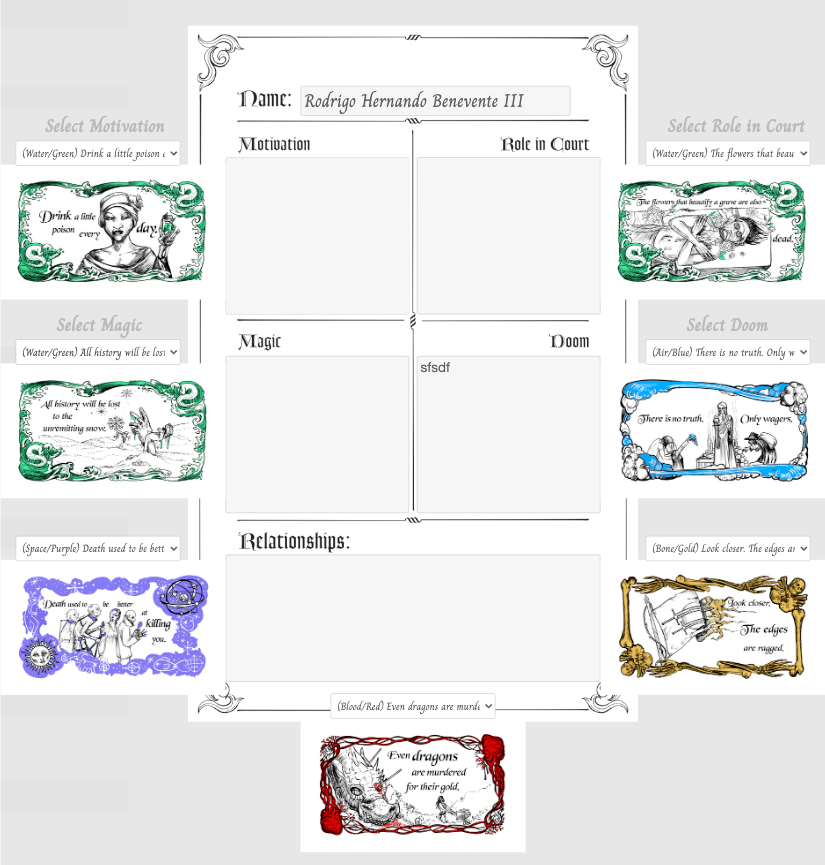 Name: Rodrigo Hernando Benevente III
Select Motivation
(Water/Green) Drink a little poison
Drink a little
poison every day.
Motivation
Role in Court
Select Role in Court
(Water/Green) The flowers that beau
The flowers that beautify a grave are also
dead.
Select Magic
(Water/Green) All history will be lost
All history will be lost
to the
unremitting snow.
Magic
Doom
sfsdf
Select Doom
(Air/Blue) There is no truth. Only w
There is no truth. Only wagers.
(Space/Purple) Death used to be bett
Death used to be better
at
killing
you.
Relationships:
(Bone/Gold) Look closer. The edges ar
Look closer.
The edges
are ragged.
(Blood/Red) Even dragons are murde
Even dragons
are murdered
for their gold.